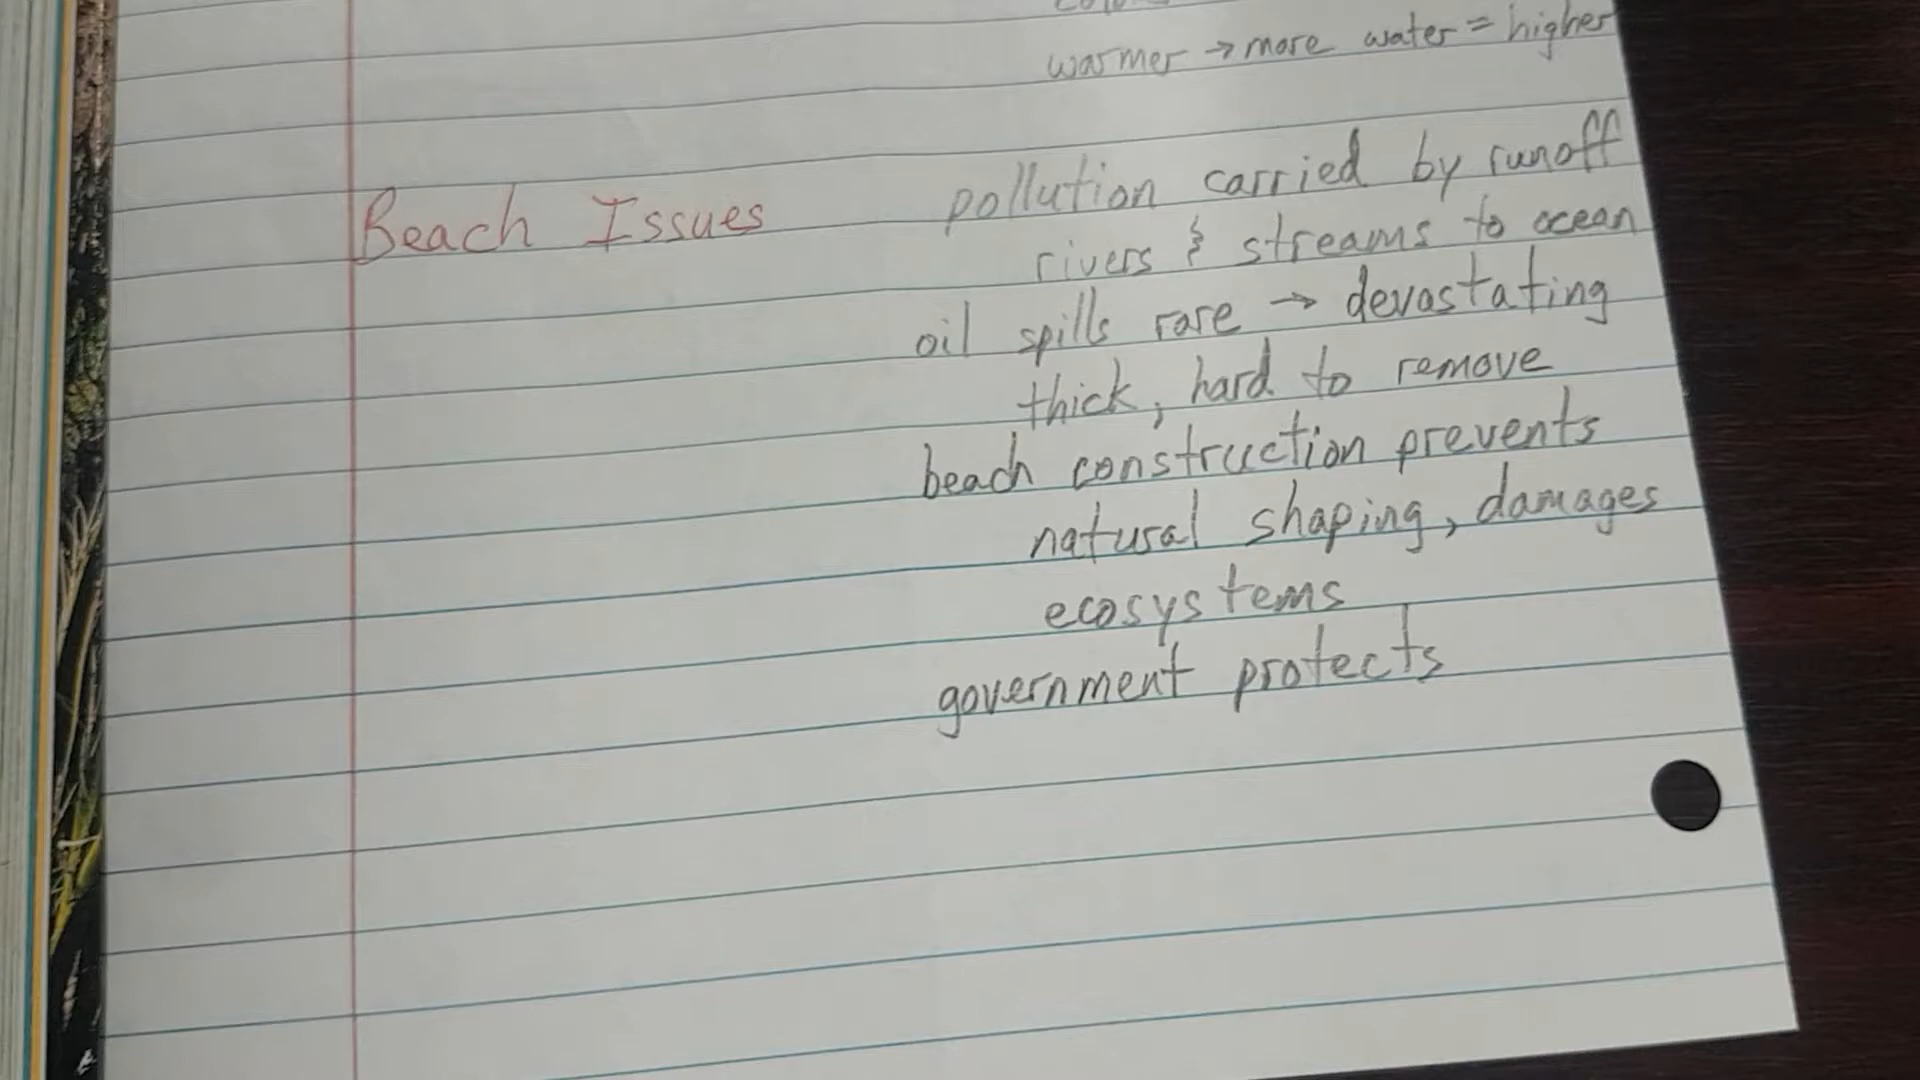 warmer → more water = higher
Beach Issues
pollution carried by runoff
rivers & streams to ocean
oil spills rare → devastating
thick, hard to remove
beach construction prevents
natural shaping, damages
ecosystems
government protects